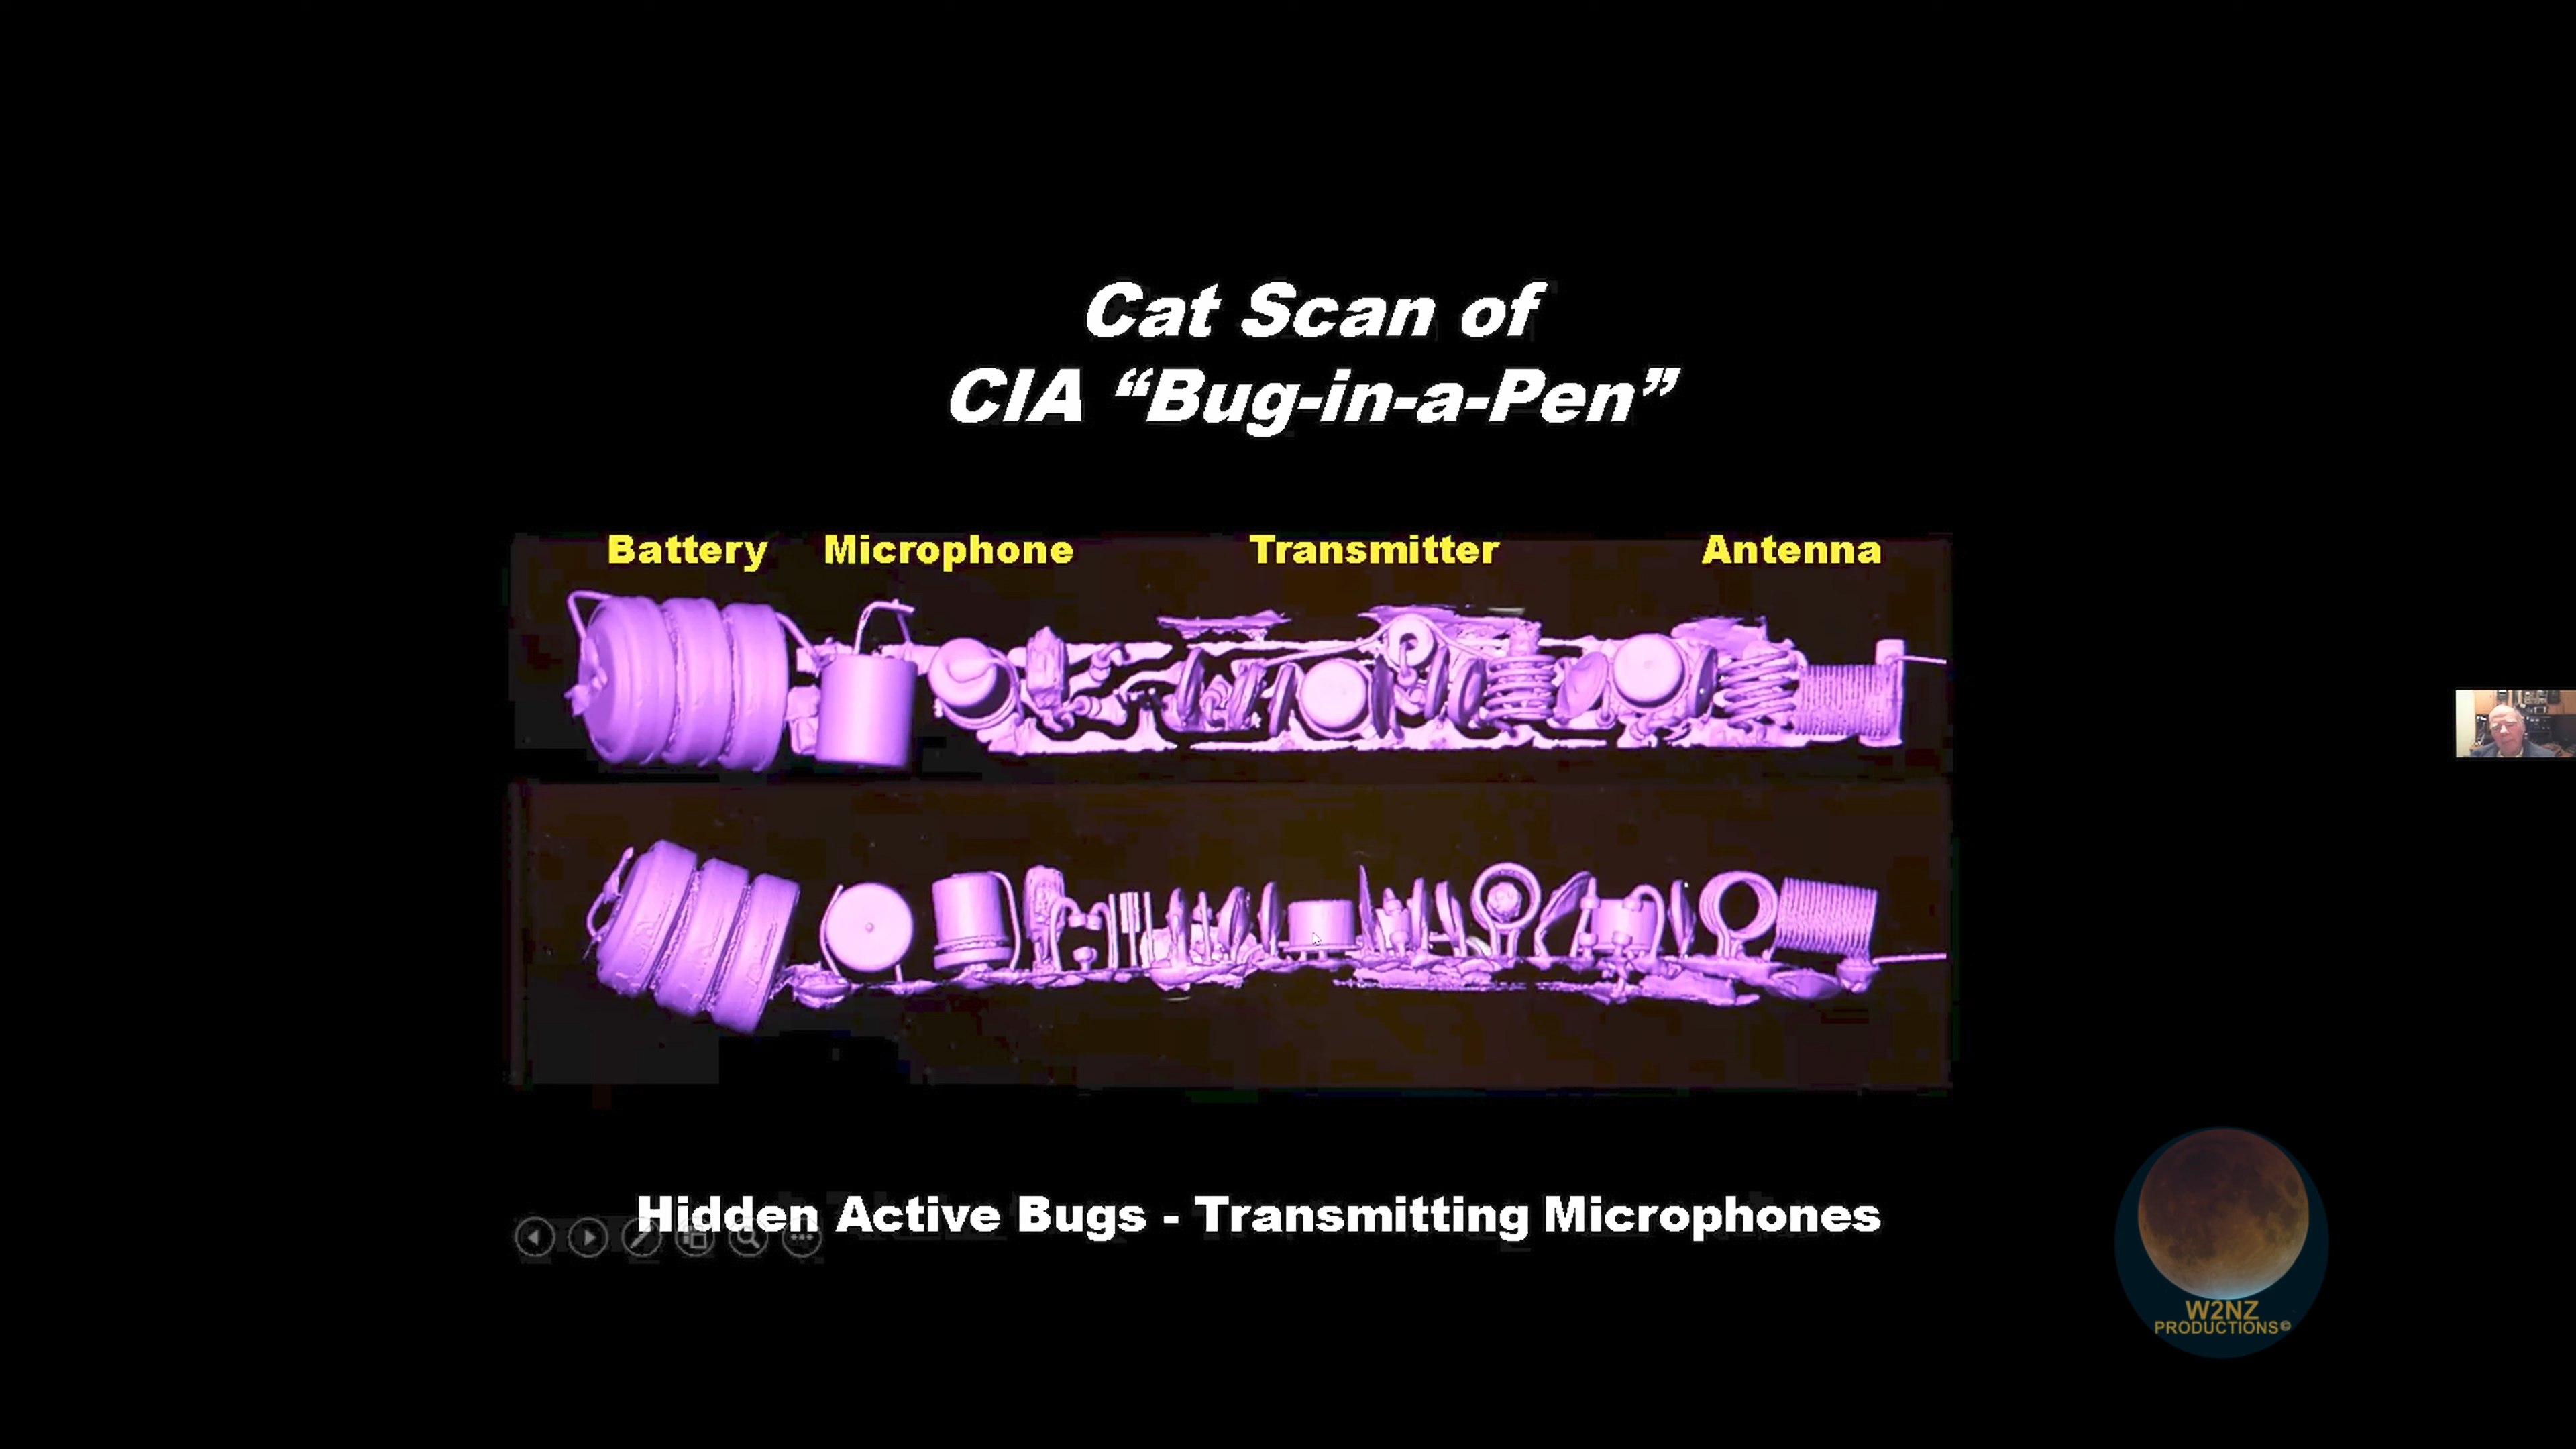 Cat Scan of
CIA “Bug-in-a-Pen”
Battery Microphone Transmitter Antenna
Hidden Active Bugs - Transmitting Microphones
W2NZ
PRODUCTIONS©